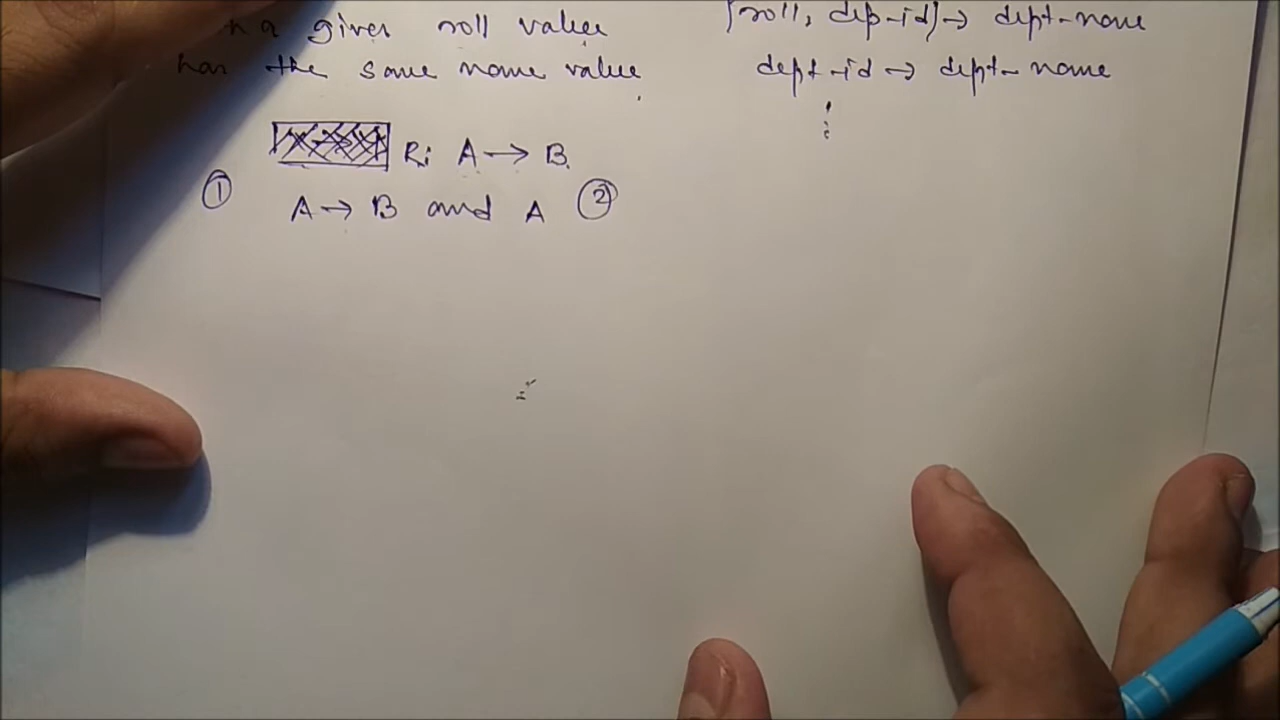 a given roll value
has the same name value
{roll, dep-id} → dept-name
dept-id → dept-name
R: A → B.
① A → B and A ②